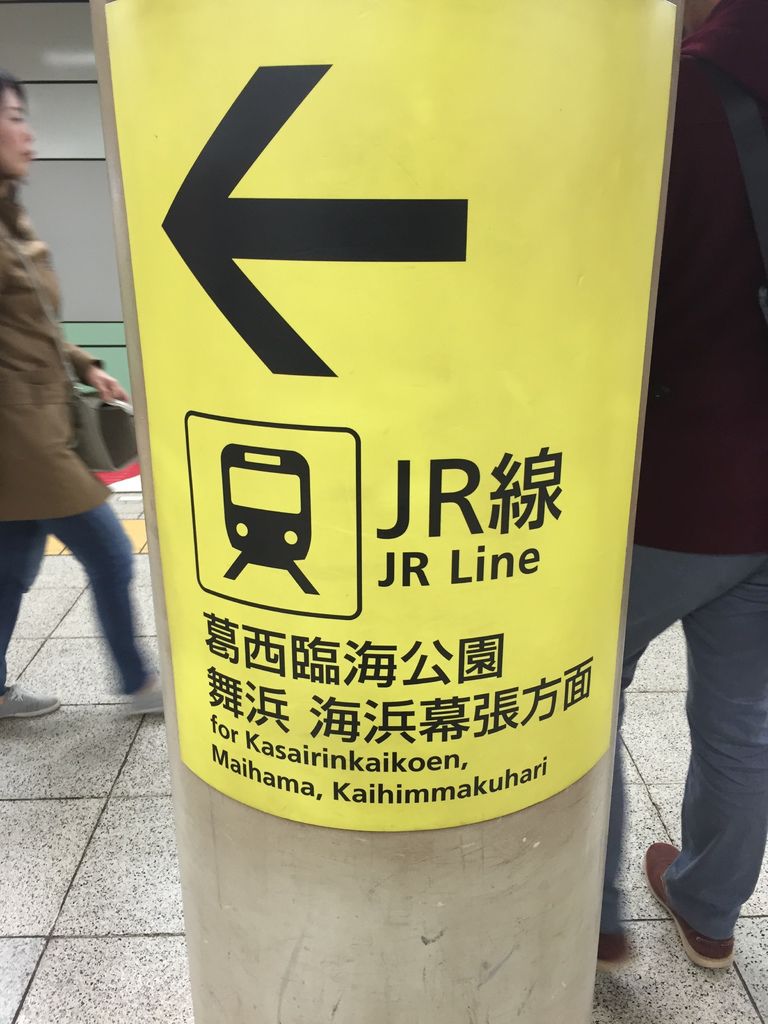 JR線
JR Line
葛西臨海公園
舞浜 海浜幕張方面
for Kasairinkaikoen,
Maihama, Kaihimmakuhari